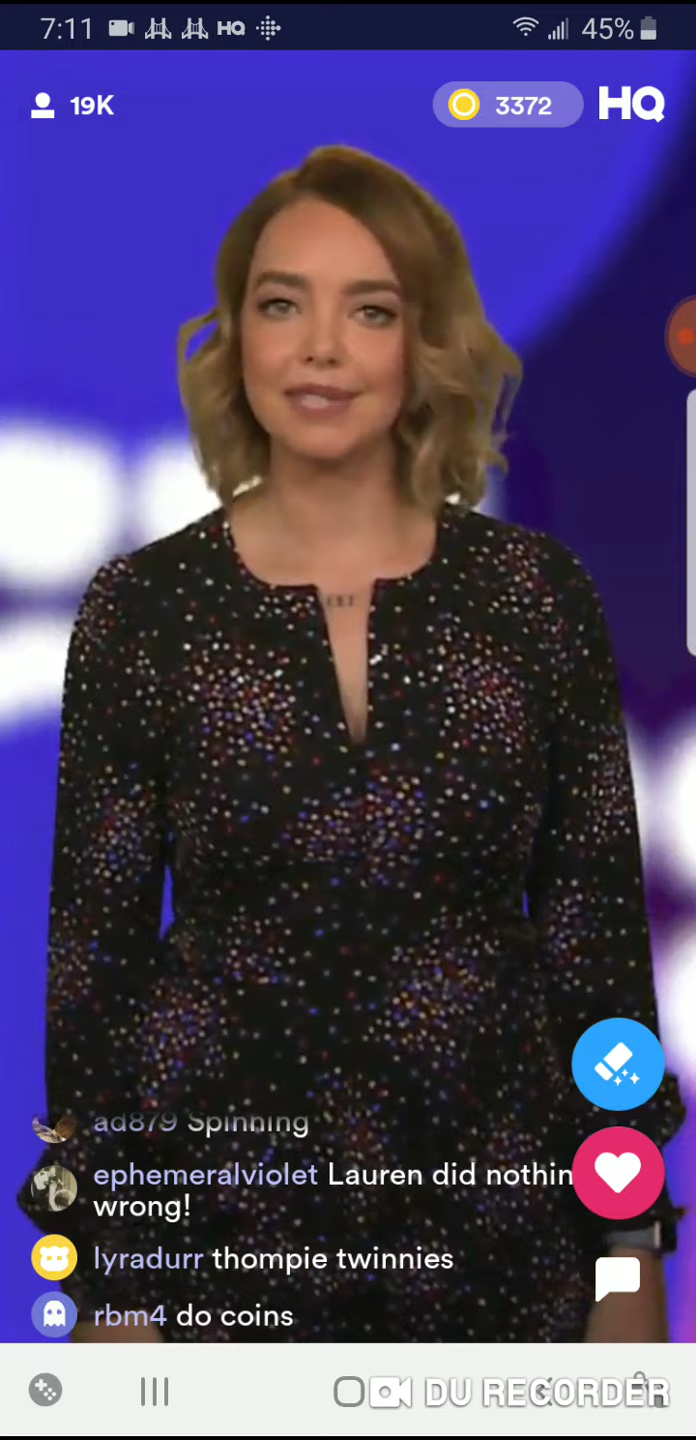 7:11 HQ 45%
19K 3372 HQ
ad879 Spinning
ephemeralviolet Lauren did nothin
wrong!
lyradurr thompie twinnies
rbm4 do coins
DU RECORDER